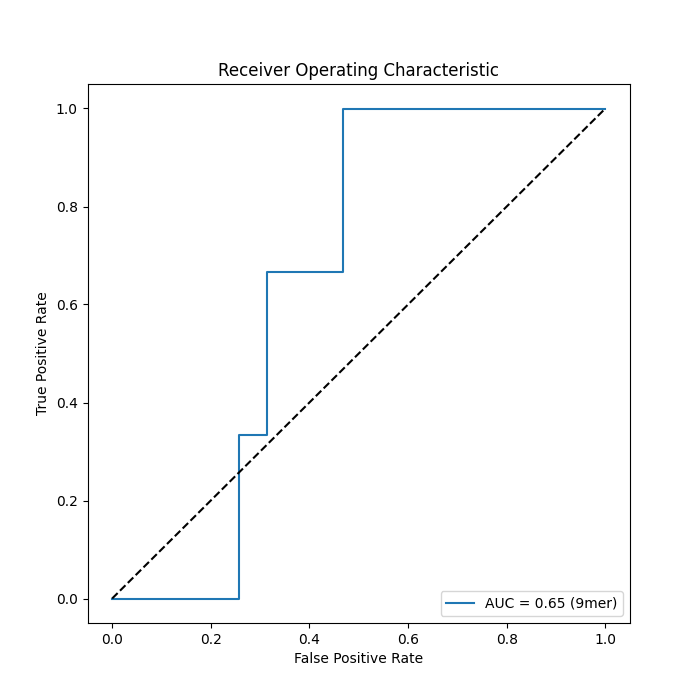 Receiver Operating Characteristic
True Positive Rate
1.0
0.8
0.6
0.4
0.2
0.0
AUC = 0.65 (9mer)
0.0 0.2 0.4 0.6 0.8 1.0
False Positive Rate